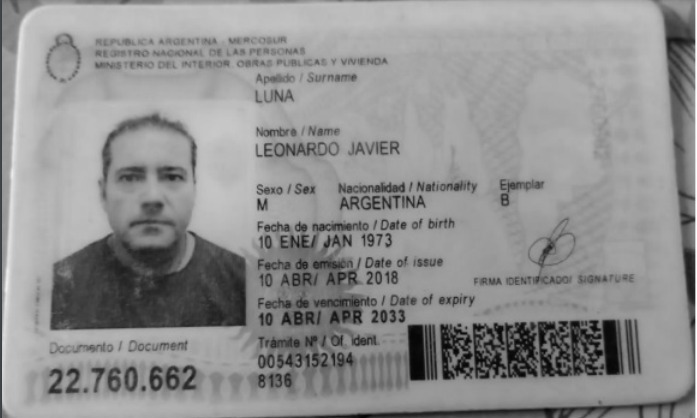 REPUBLICA ARGENTINA - MERCOSUR
REGISTRO NACIONAL DE LAS PERSONAS
MINISTERIO DEL INTERIOR, OBRAS PUBLICAS Y VIVIENDA
Apellido / Surname
LUNA
Nombre / Name
LEONARDO JAVIER
Sexo / Sex Nacionalidad / Nationality Ejemplar
M ARGENTINA B
Fecha de nacimiento / Date of birth
10 ENE/ JAN 1973
Fecha de emisión / Date of issue
10 ABR/ APR 2018
FIRMA IDENTIFICADO/ SIGNATURE
Fecha de vencimiento / Date of expiry
10 ABR/ APR 2033
Documento / Document
22.760.662
Trámite Nº / Of. ident.
00543152194
8136